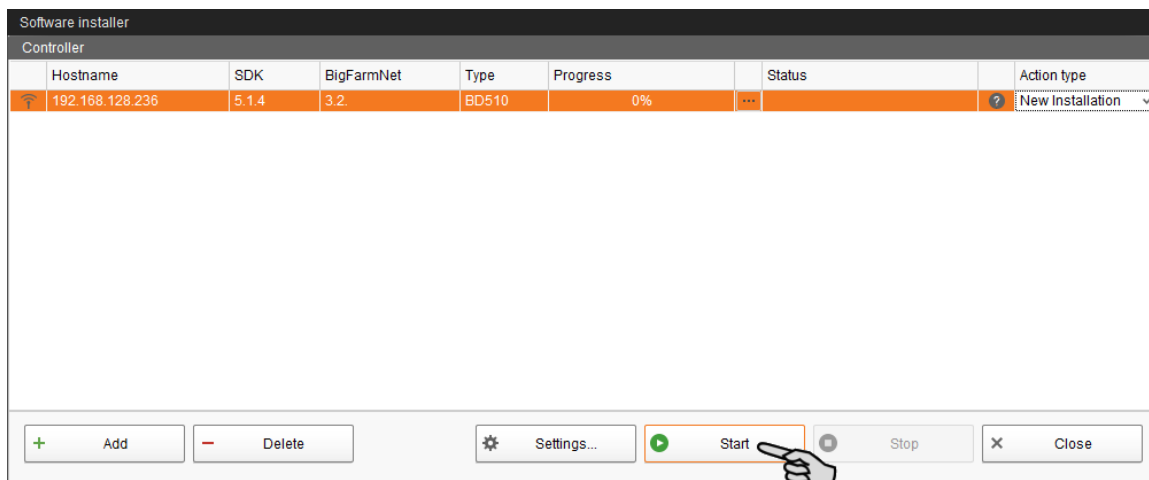 Software installer
Controller
Hostname SDK BigFarmNet Type Progress Status Action type
192.168.128.236 5.1.4 3.2. BD510 0% ... ? New Installation
Add Delete Settings... Start Stop Close